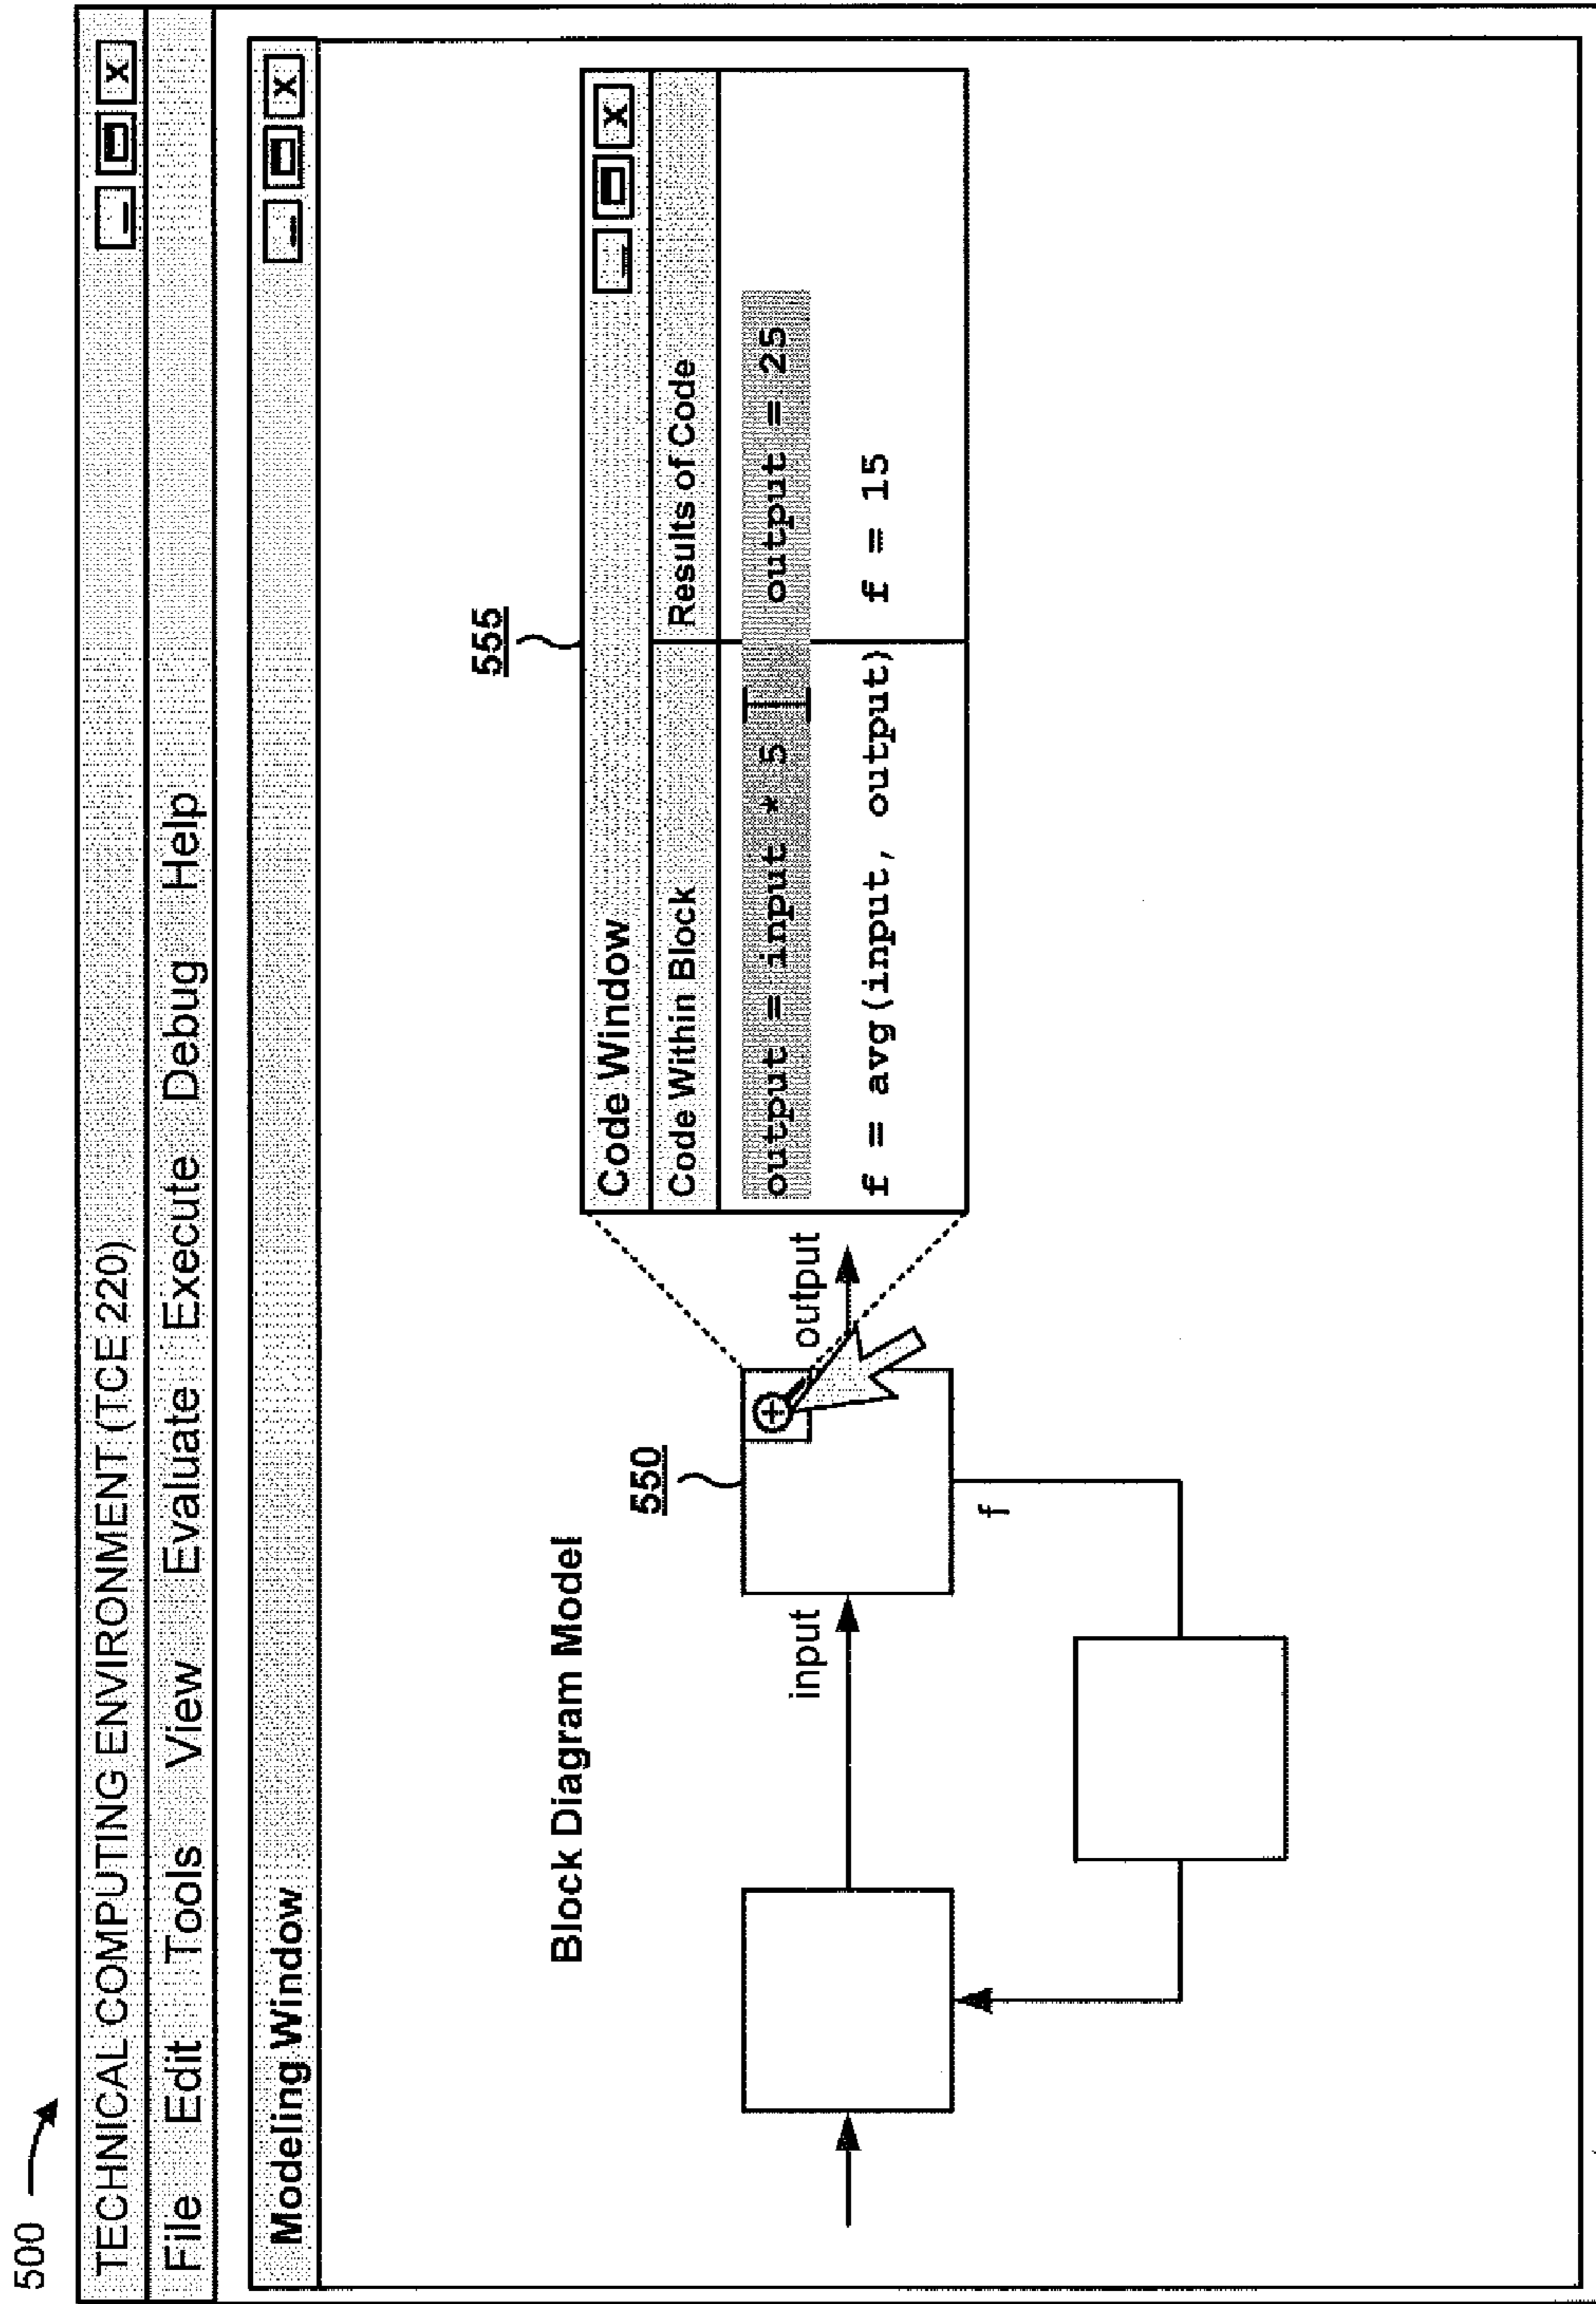 500
TECHNICAL COMPUTING ENVIRONMENT (TCE 220)
File Edit Tools View Evaluate Execute Debug Help
Modeling Window
Block Diagram Model
555
Code Window
Code Within Block Results of Code
output = input * 5 output = 25
f = avg(input, output) f = 15
550
input
output
f